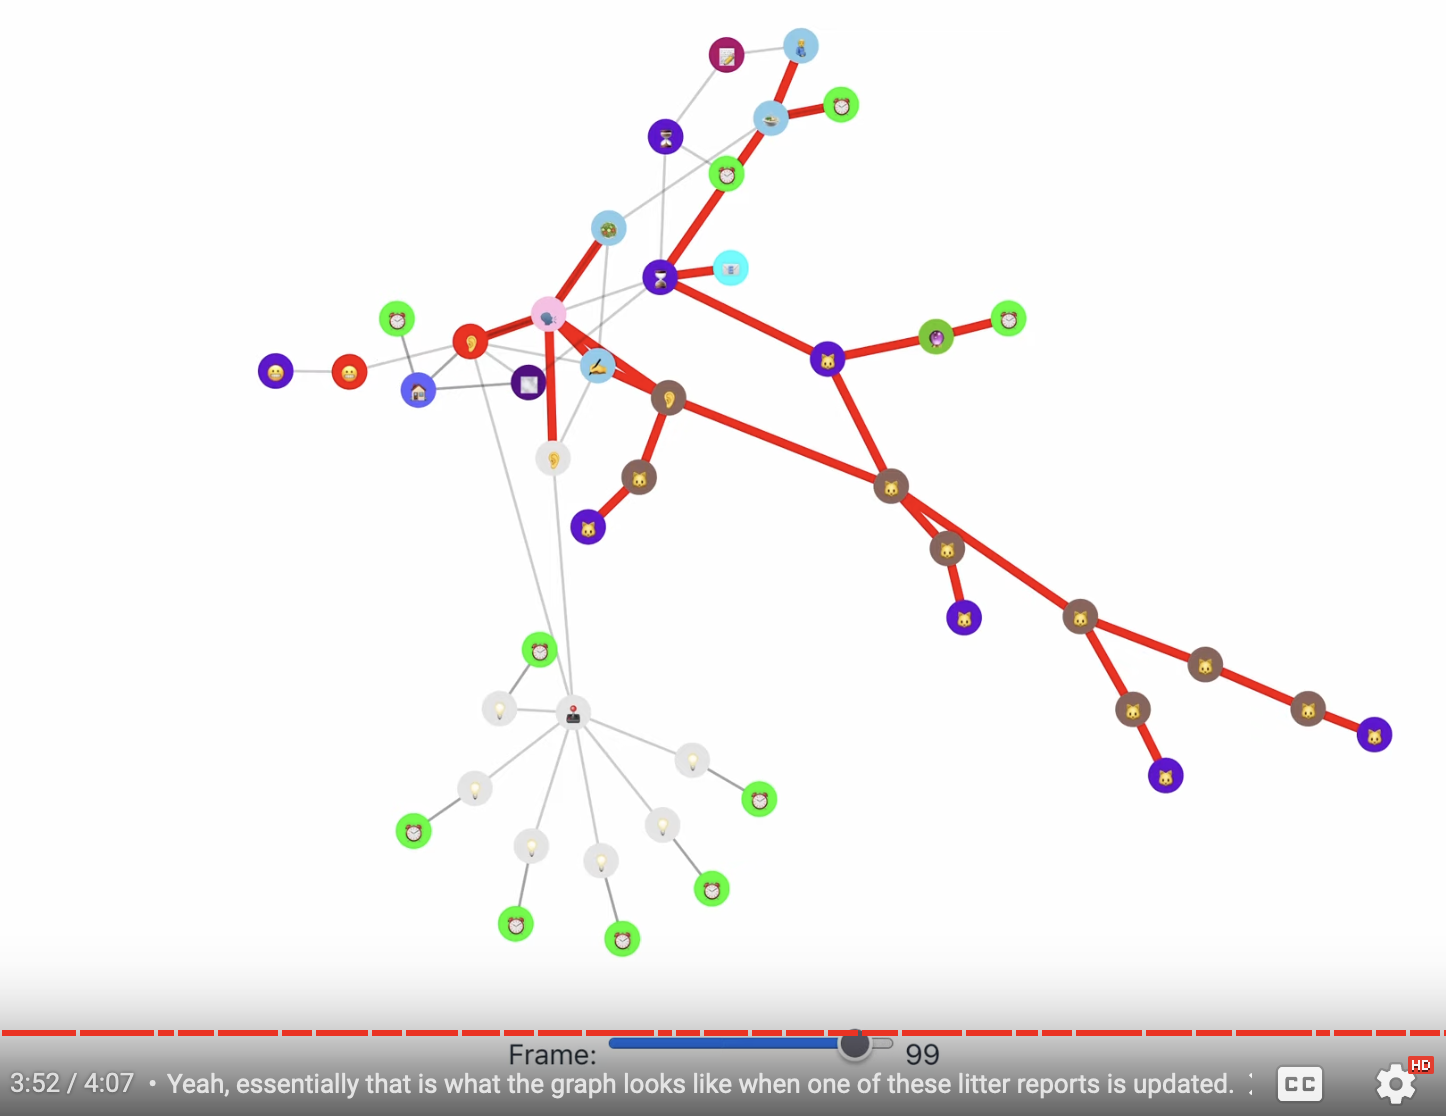 Frame: 99
3:52 / 4:07 • Yeah, essentially that is what the graph looks like when one of these litter reports is updated. CC HD